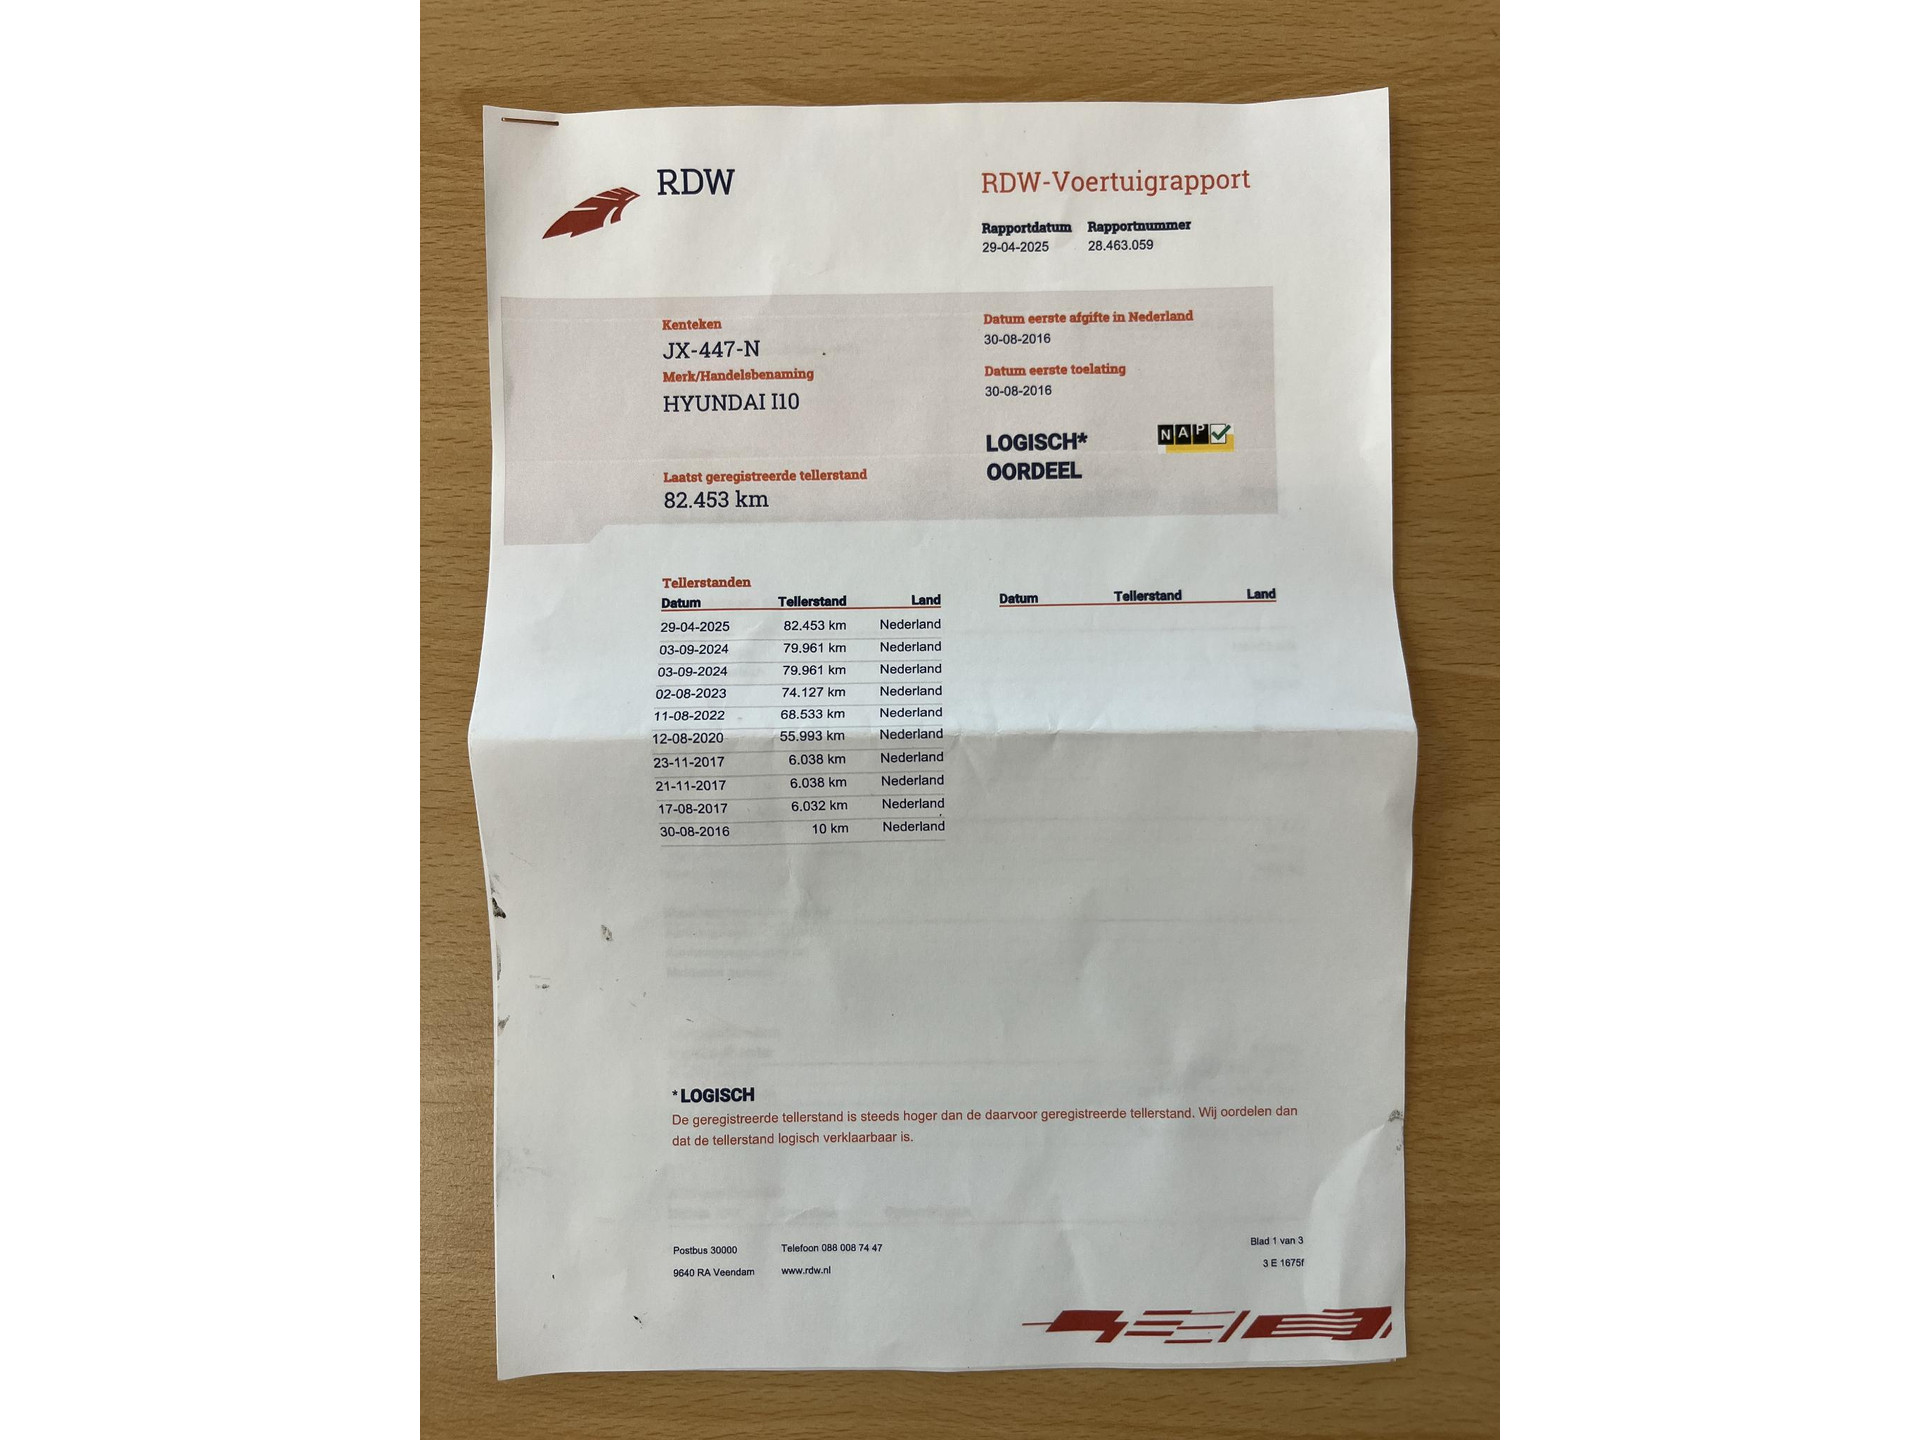 RDW
RDW-Voertuigrapport
Rapportdatum Rapportnummer
29-04-2025 28.463.059
Kenteken
JX-447-N
Merk/Handelsbenaming
HYUNDAI I10
Laatst geregistreerde tellerstand
82.453 km
Datum eerste afgifte in Nederland
30-08-2016
Datum eerste toelating
30-08-2016
LOGISCH*
OORDEEL
NAP
Tellerstanden
Datum Tellerstand Land
29-04-2025 82.453 km Nederland
03-09-2024 79.961 km Nederland
03-09-2024 79.961 km Nederland
02-08-2023 74.127 km Nederland
11-08-2022 68.533 km Nederland
12-08-2020 55.993 km Nederland
23-11-2017 6.038 km Nederland
21-11-2017 6.038 km Nederland
17-08-2017 6.032 km Nederland
30-08-2016 10 km Nederland
Datum Tellerstand Land
*LOGISCH
De geregistreerde tellerstand is steeds hoger dan de daarvoor geregistreerde tellerstand. Wij oordelen dan
dat de tellerstand logisch verklaarbaar is.
Postbus 30000 Telefoon 088 008 74 47
9640 RA Veendam www.rdw.nl
Blad 1 van 3
3 E 1675f